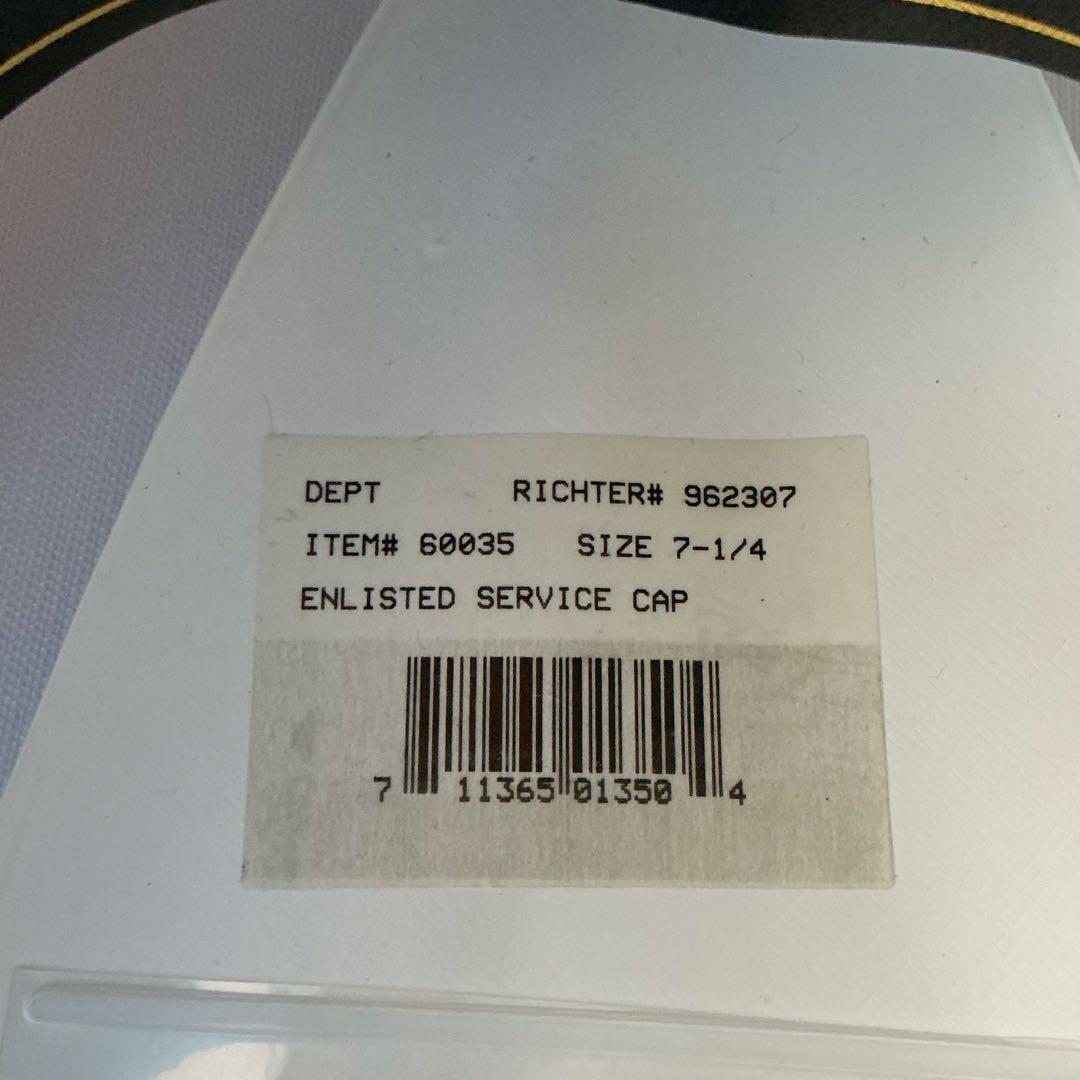 DEPT RICHTER# 962307
ITEM# 60035 SIZE 7-1/4
ENLISTED SERVICE CAP
7 11365 01350 4